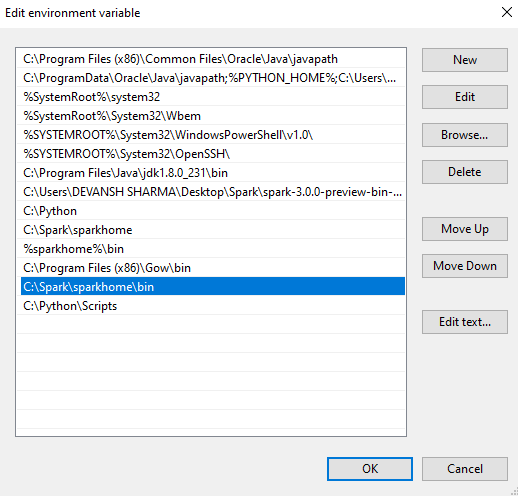 Edit environment variable
C:\Program Files (x86)\Common Files\Oracle\Java\javapath
C:\ProgramData\Oracle\Java\javapath;%PYTHON_HOME%;C:\Users\...
%SystemRoot%\system32
%SystemRoot%\System32\Wbem
%SYSTEMROOT%\System32\WindowsPowerShell\v1.0\
%SYSTEMROOT%\System32\OpenSSH\
C:\Program Files\Java\jdk1.8.0_231\bin
C:\Users\DEVANSH SHARMA\Desktop\Spark\spark-3.0.0-preview-bin-...
C:\Python
C:\Spark\sparkhome
%sparkhome%\bin
C:\Program Files (x86)\Gow\bin
C:\Spark\sparkhome\bin
C:\Python\Scripts
New
Edit
Browse...
Delete
Move Up
Move Down
Edit text...
OK
Cancel